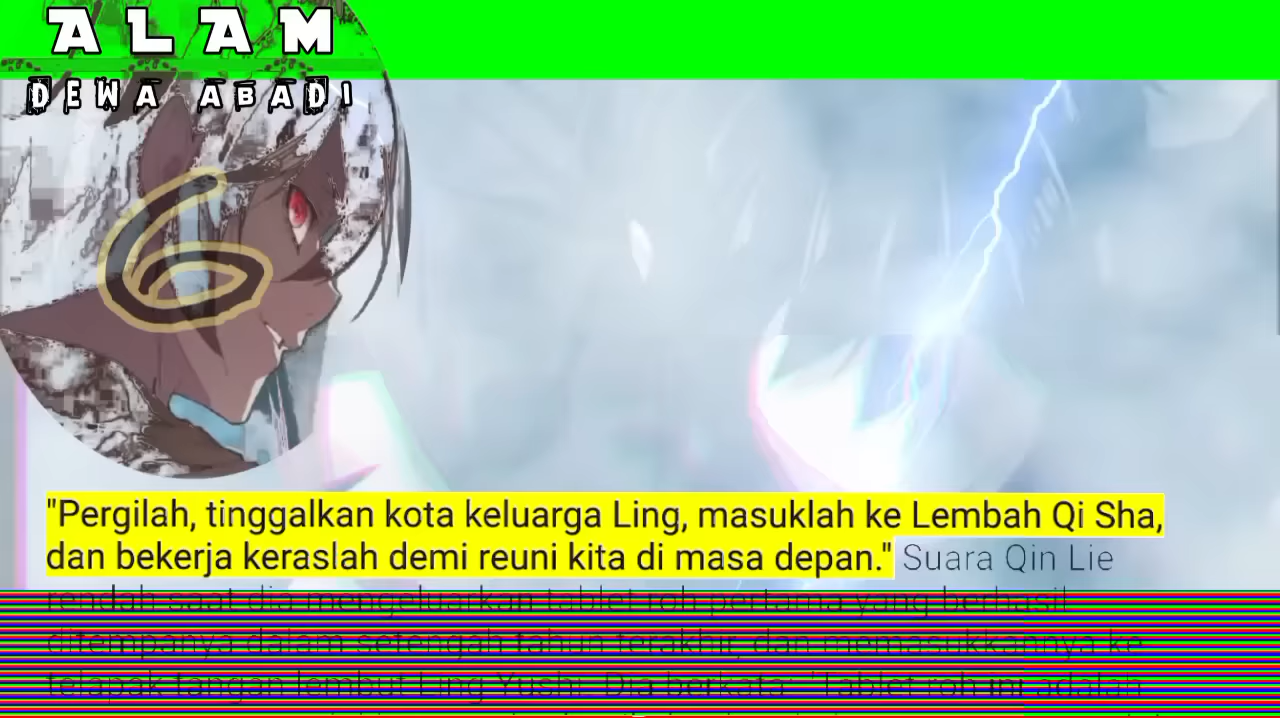 ALAM
DEWA ABADI
6
"Pergilah, tinggalkan kota keluarga Ling, masuklah ke Lembah Qi Sha,
dan bekerja keraslah demi reuni kita di masa depan." Suara Qin Lie
rendah saat dia mengeluarkan tablet roh pertama yang berhasil
ditempanya dalam setengah tahun terakhir, dan memasukkannya ke
telapak tangan lembut Ling Yushi. Dia berkata, "Tablet roh ini adalah